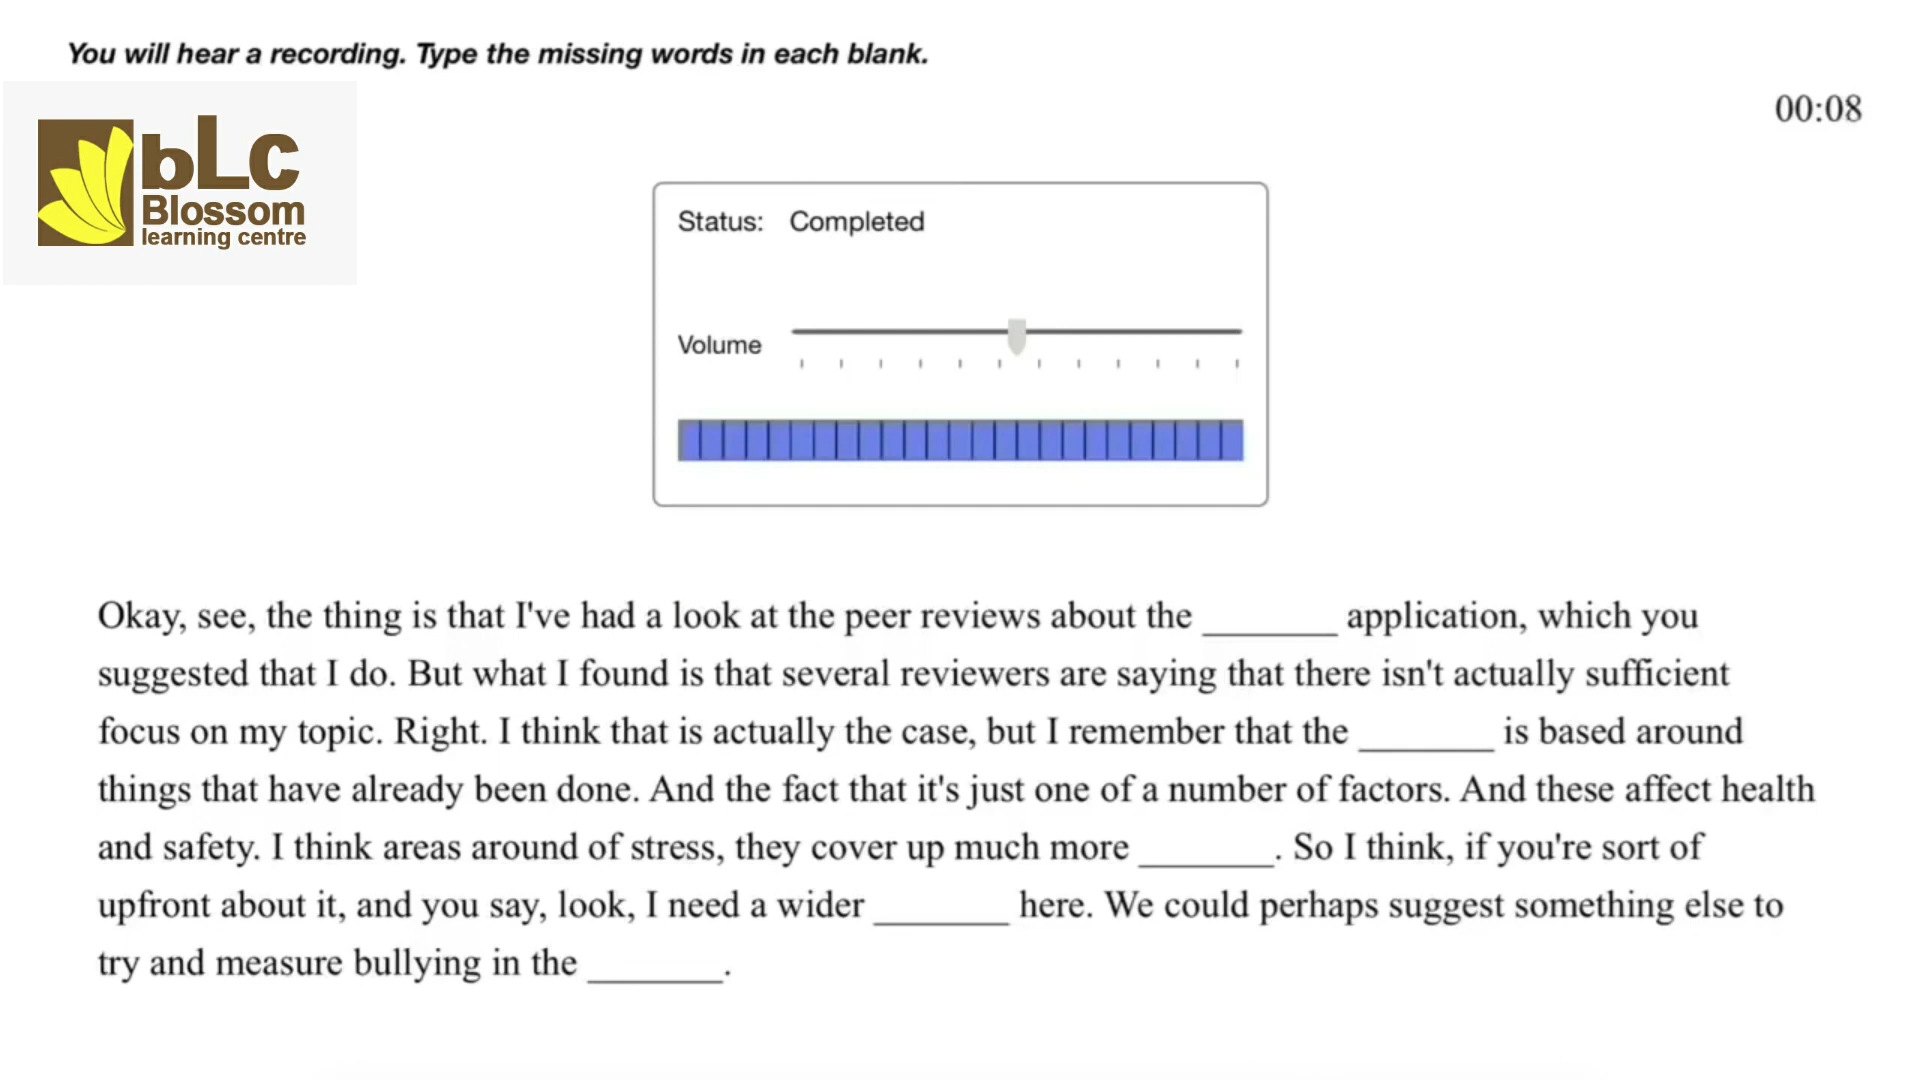 You will hear a recording. Type the missing words in each blank.
00:08
bLc
Blossom
learning centre
Status: Completed
Volume
Okay, see, the thing is that I've had a look at the peer reviews about the _______ application, which you
suggested that I do. But what I found is that several reviewers are saying that there isn't actually sufficient
focus on my topic. Right. I think that is actually the case, but I remember that the _______ is based around
things that have already been done. And the fact that it's just one of a number of factors. And these affect health
and safety. I think areas around of stress, they cover up much more _______. So I think, if you're sort of
upfront about it, and you say, look, I need a wider _______ here. We could perhaps suggest something else to
try and measure bullying in the _______.